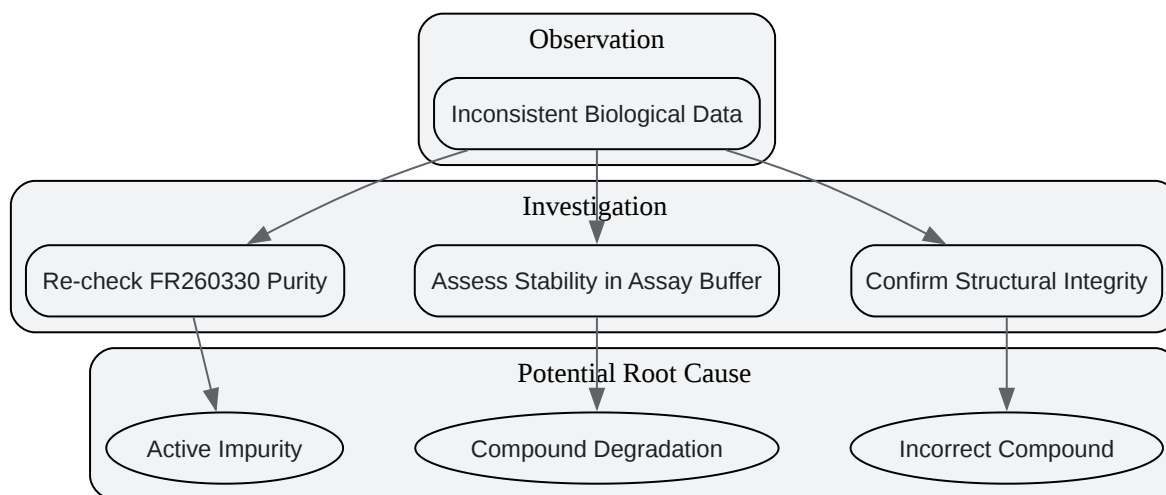 Observation
Inconsistent Biological Data
Investigation
Re-check FR260330 Purity
Assess Stability in Assay Buffer
Confirm Structural Integrity
Potential Root Cause
Active Impurity
Compound Degradation
Incorrect Compound